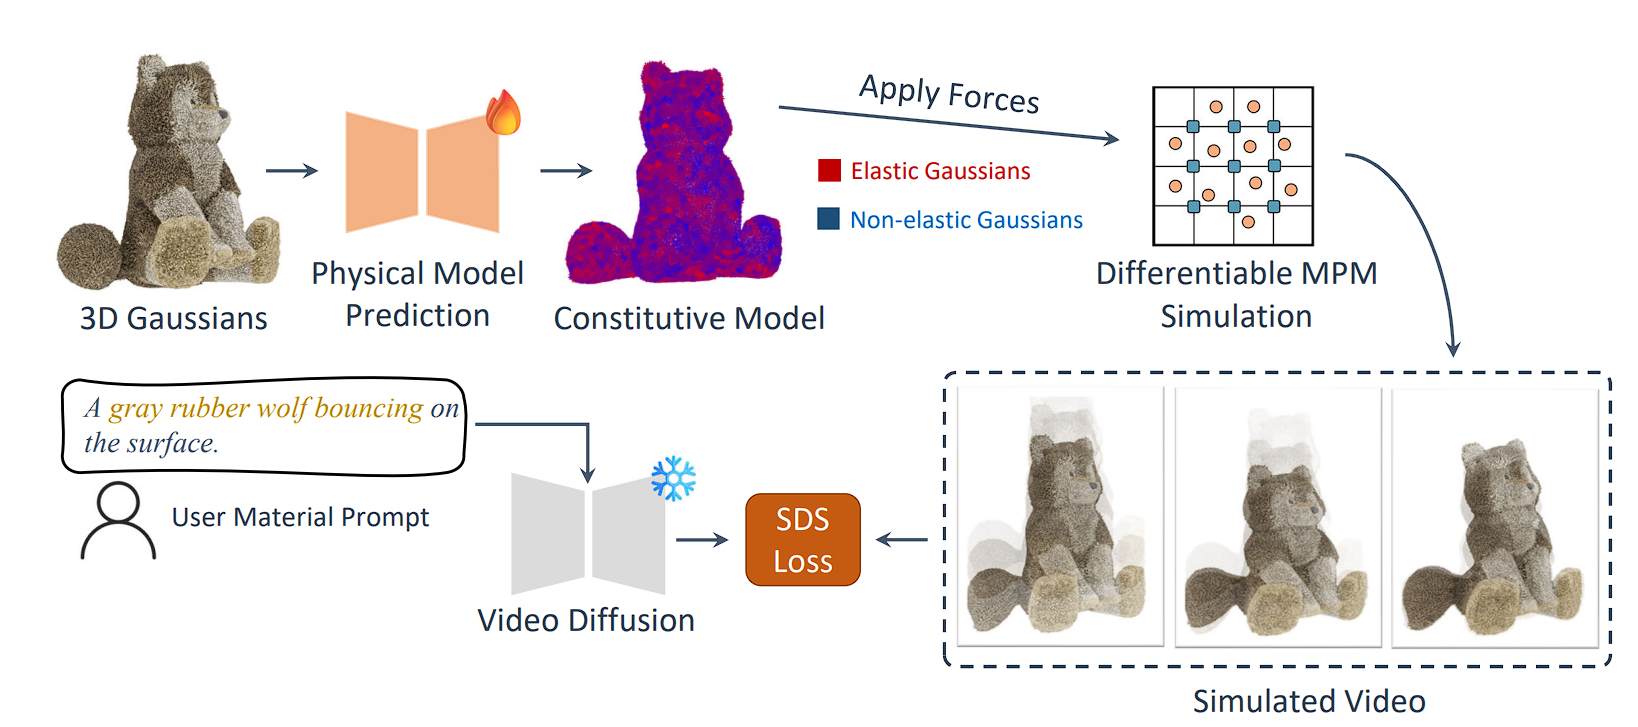 Apply Forces
Elastic Gaussians
Non-elastic Gaussians
3D Gaussians
Physical Model
Prediction
Constitutive Model
Differentiable MPM
Simulation
A gray rubber wolf bouncing on
the surface.
User Material Prompt
Video Diffusion
SDS
Loss
Simulated Video